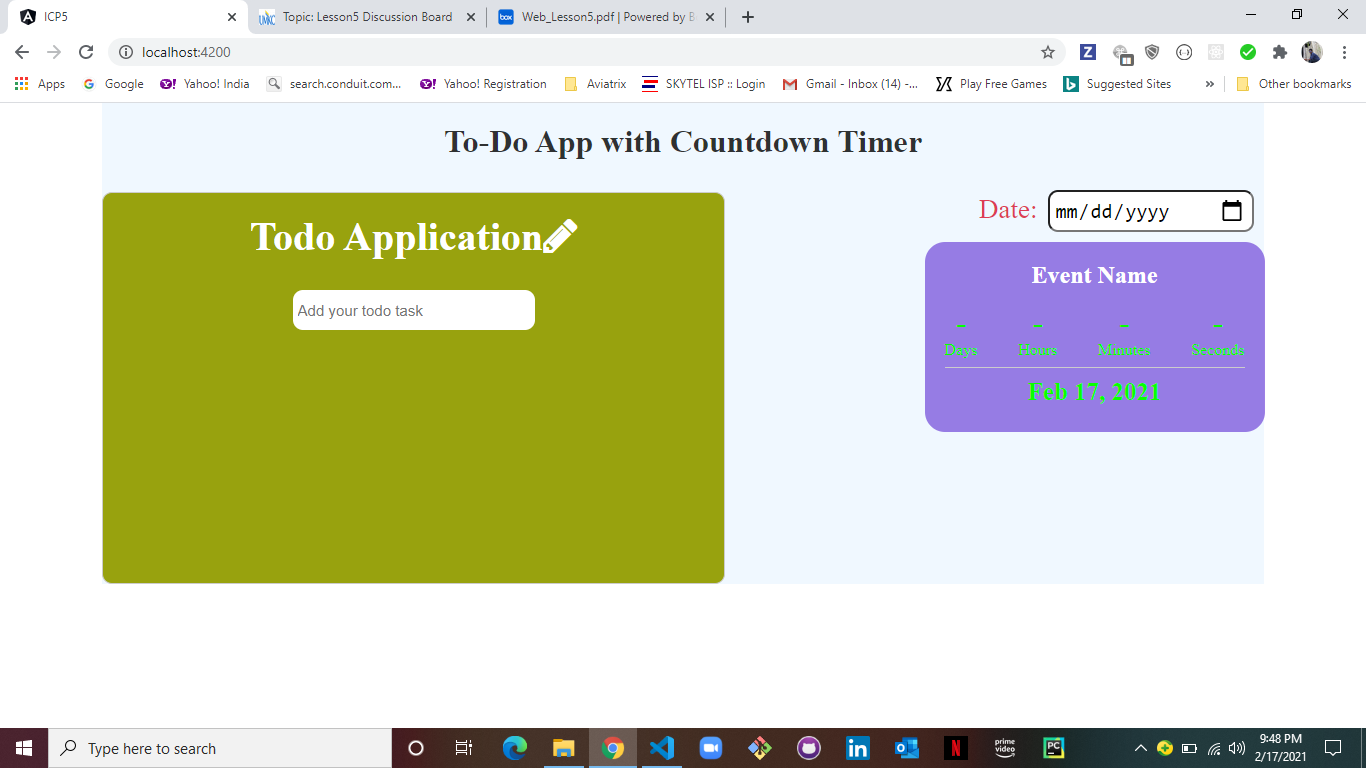 ICP5
Topic: Lesson5 Discussion Board
Web_Lesson5.pdf | Powered by B
localhost:4200
Apps Google Yahoo! India search.conduit.com... Yahoo! Registration Aviatrix SKYTEL ISP :: Login Gmail - Inbox (14) -... Play Free Games Suggested Sites » Other bookmarks
To-Do App with Countdown Timer
Todo Application
Add your todo task
Date: mm/dd/yyyy
Event Name
-- -- -- --
Days Hours Minutes Seconds
Feb 17, 2021
Type here to search
prime video
PC
9:48 PM
2/17/2021